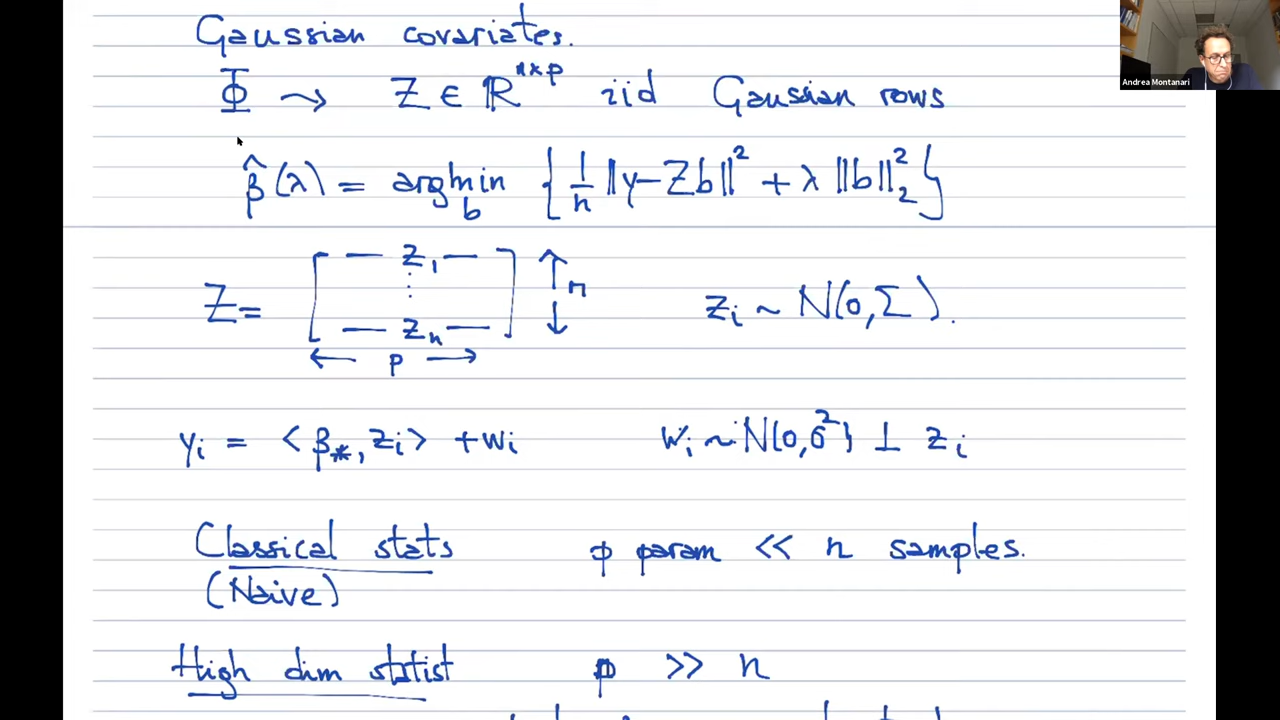 Gaussian covariates.
Andrea Montanari
Φ ⇝ Z ∈ ℝ^{n×p} iid Gaussian rows
β̂(λ) = argmin_b { 1/n ‖y−Zb‖² + λ ‖b‖₂² }
Z = [ — z₁ — ⋮ — zₙ — ] ↑ n ↓ zᵢ ~ N(0,Σ).
← p →
yᵢ = ⟨β_*, zᵢ⟩ + wᵢ wᵢ ~ N(0,σ²) ⊥ zᵢ
Classical stats p param << n samples.
(Naive)
High dim statist p >> n